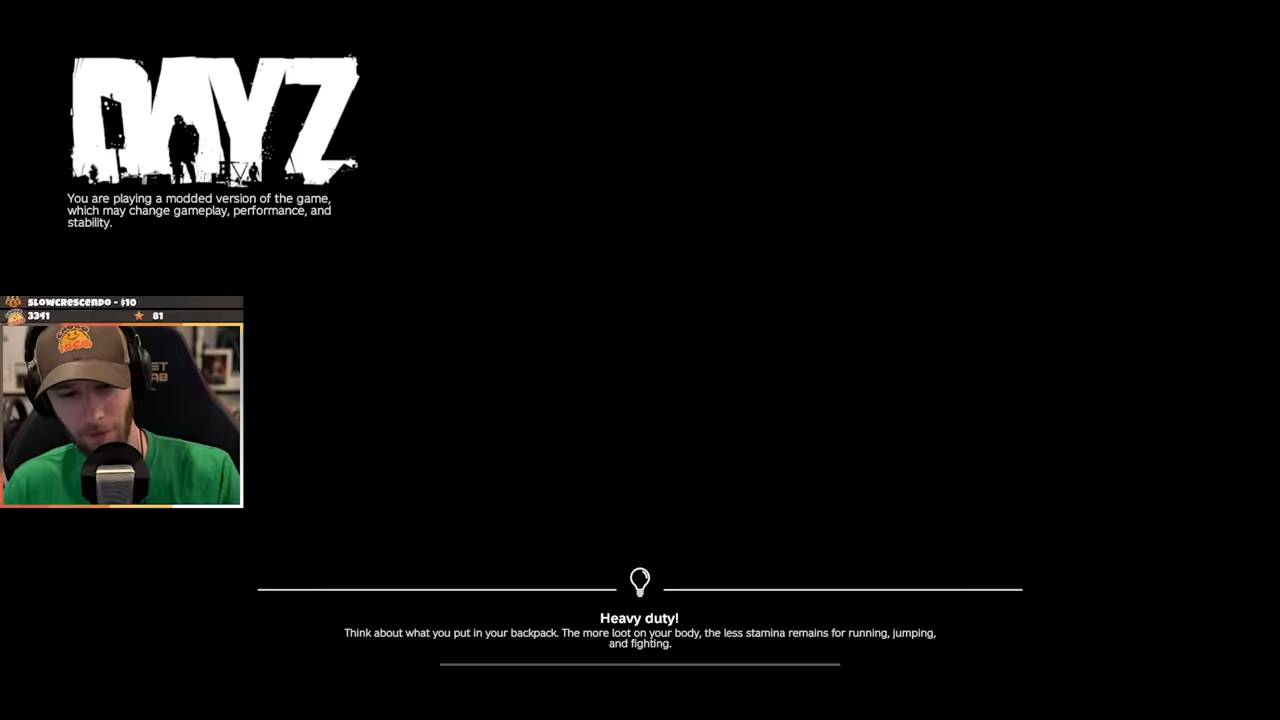 DAYZ
You are playing a modded version of the game,
which may change gameplay, performance, and
stability.
SLOWCRESCENDO - $10
3341 81
TACO
Heavy duty!
Think about what you put in your backpack. The more loot on your body, the less stamina remains for running, jumping,
and fighting.